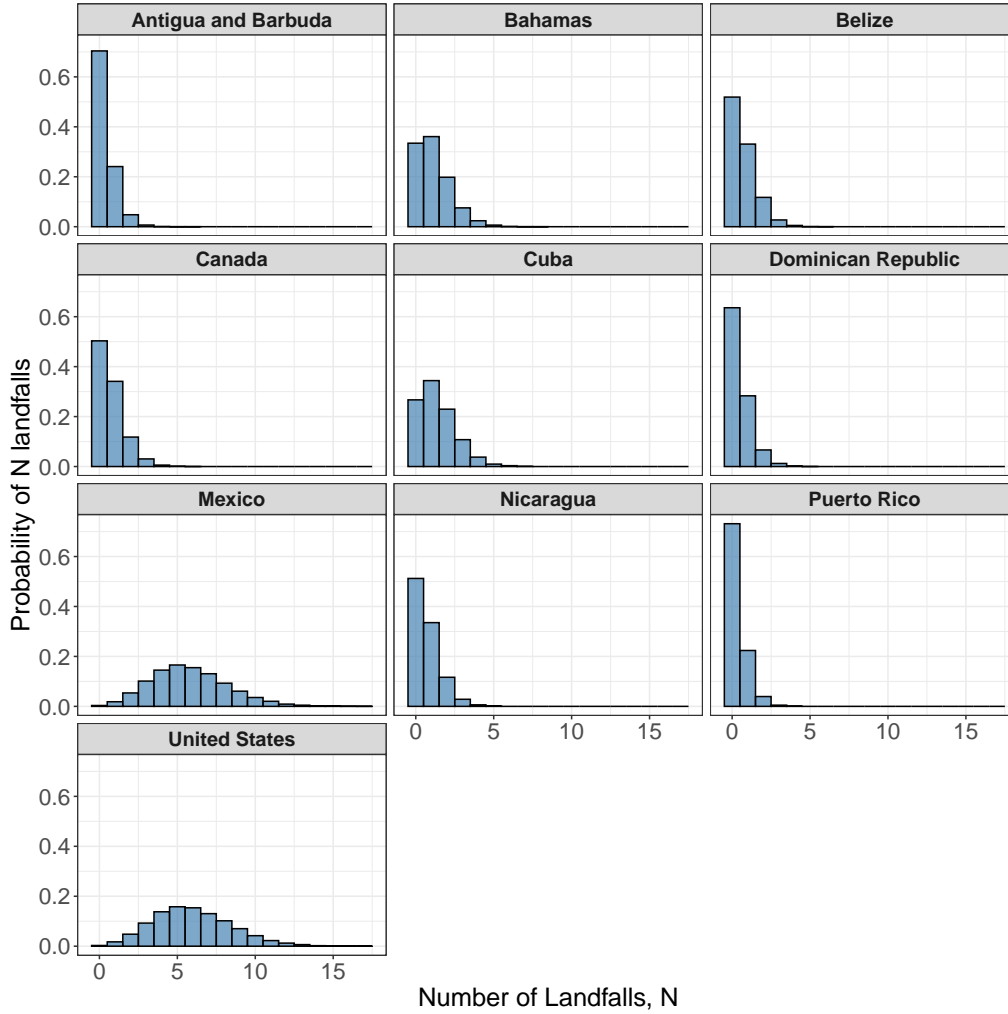 Antigua and Barbuda
Bahamas
Belize
0.6
0.4
0.2
0.0
Canada
Cuba
Dominican Republic
0.6
0.4
0.2
0.0
Mexico
Nicaragua
Puerto Rico
0.6
0.4
0.2
0.0
0 5 10 15
0 5 10 15
United States
0.6
0.4
0.2
0.0
0 5 10 15
Probability of N landfalls
Number of Landfalls, N